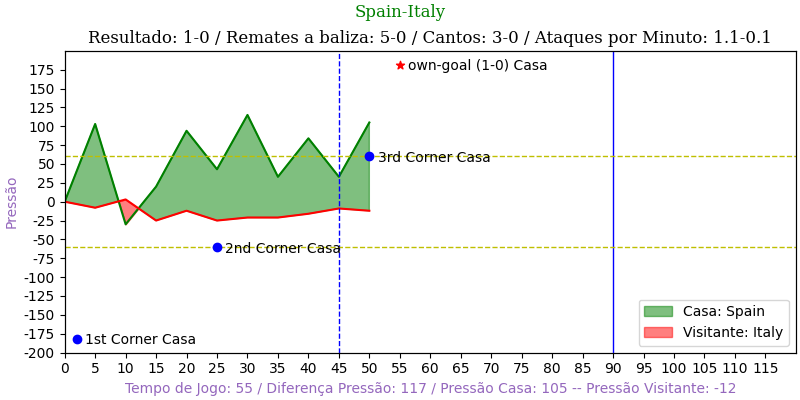 Spain-Italy
Resultado: 1-0 / Remates a baliza: 5-0 / Cantos: 3-0 / Ataques por Minuto: 1.1-0.1
Pressão
175
150
125
100
75
50
25
0
-25
-50
-75
-100
-125
-150
-175
-200
own-goal (1-0) Casa
3rd Corner Casa
2nd Corner Casa
1st Corner Casa
Casa: Spain
Visitante: Italy
0 5 10 15 20 25 30 35 40 45 50 55 60 65 70 75 80 85 90 95 100 105 110 115
Tempo de Jogo: 55 / Diferença Pressão: 117 / Pressão Casa: 105 -- Pressão Visitante: -12